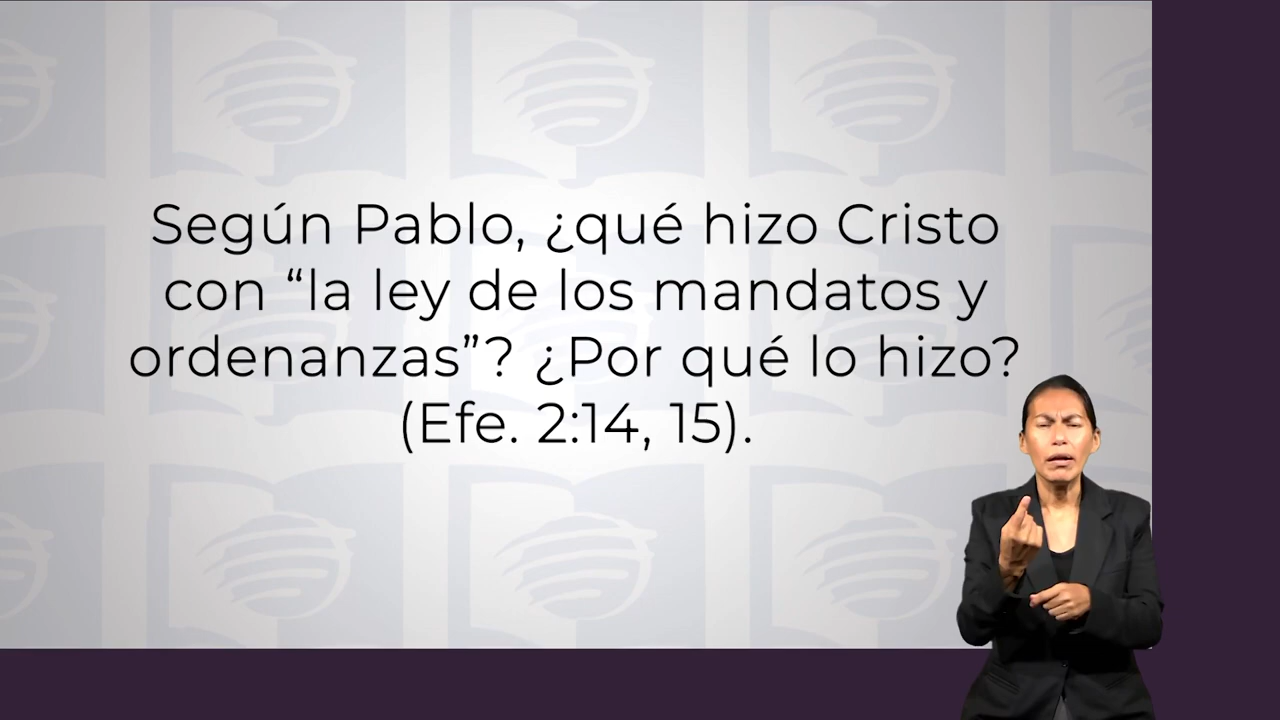 Según Pablo, ¿qué hizo Cristo
con “la ley de los mandatos y
ordenanzas”? ¿Por qué lo hizo?
(Efe. 2:14, 15).